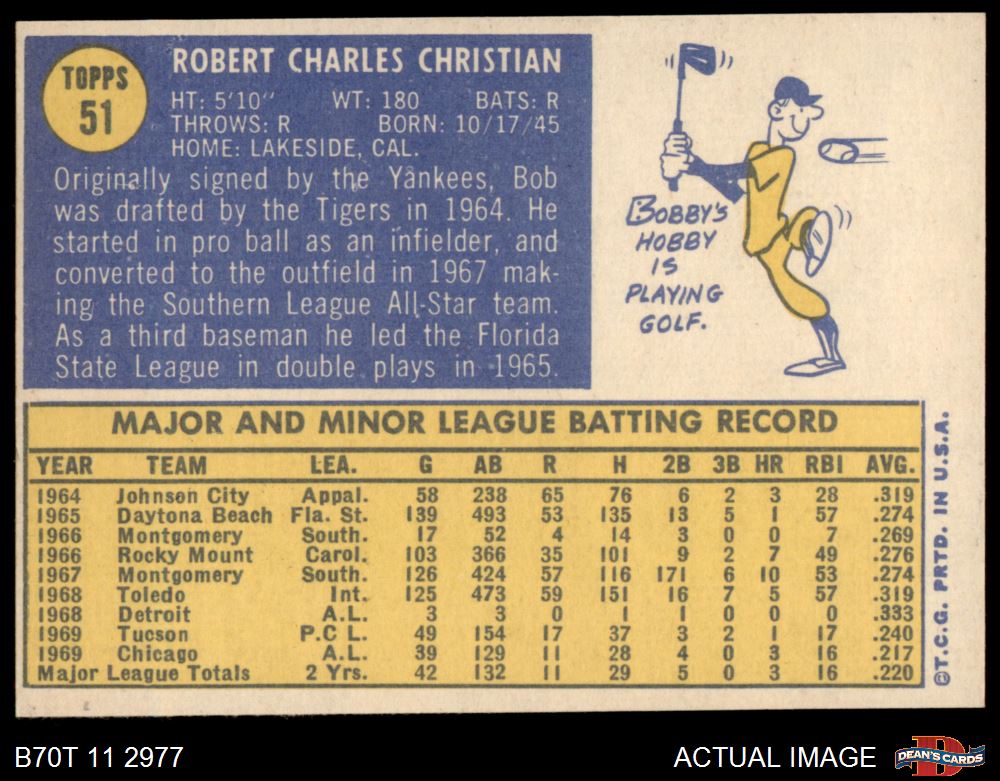 TOPPS
51
ROBERT CHARLES CHRISTIAN
HT: 5'10" WT: 180 BATS: R
THROWS: R BORN: 10/17/45
HOME: LAKESIDE, CAL.
Originally signed by the Yankees, Bob
was drafted by the Tigers in 1964. He
started in pro ball as an infielder, and
converted to the outfield in 1967 mak-
ing the Southern League All-Star team.
As a third baseman he led the Florida
State League in double plays in 1965.
BOBBY'S
HOBBY
IS
PLAYING
GOLF.
MAJOR AND MINOR LEAGUE BATTING RECORD
YEAR TEAM LEA. G AB R H 2B 3B HR RBI AVG.
1964 Johnson City Appal. 58 238 65 76 6 2 3 28 .319
1965 Daytona Beach Fla. St. 139 493 53 135 13 5 1 57 .274
1966 Montgomery South. 17 52 4 14 3 0 0 7 .269
1966 Rocky Mount Carol. 103 366 35 101 9 2 7 49 .276
1967 Montgomery South. 126 424 57 116 171 6 10 53 .274
1968 Toledo Int. 125 473 59 151 16 7 5 57 .319
1968 Detroit A.L. 3 3 0 1 1 0 0 0 .333
1969 Tucson P.C L. 49 154 17 37 3 2 1 17 .240
1969 Chicago A.L. 39 129 11 28 4 0 3 16 .217
Major League Totals 2 Yrs. 42 132 11 29 5 0 3 16 .220
©T.C.G. PRTD. IN U.S.A.
B70T 11 2977
ACTUAL IMAGE
DEAN'S CARDS